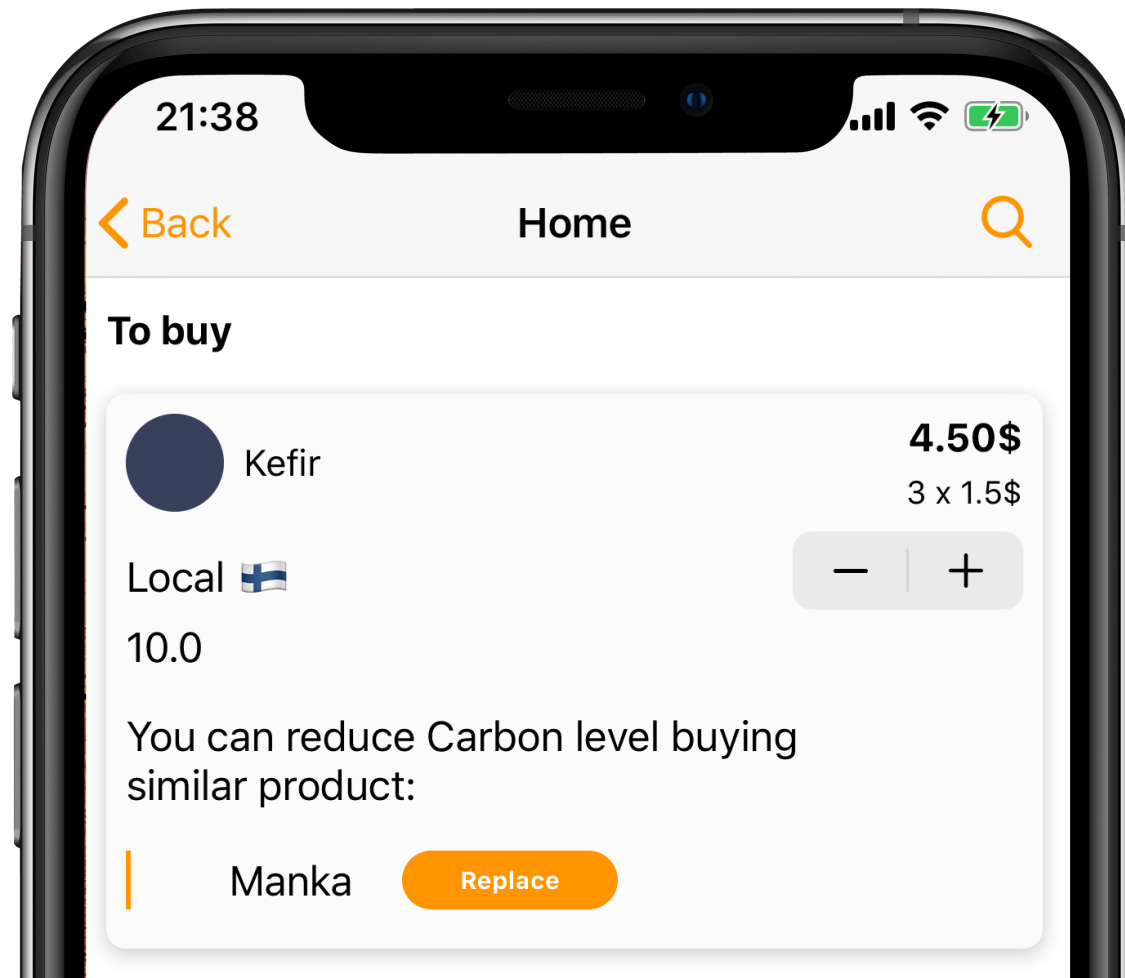 21:38
Back
Home
To buy
Kefir
4.50$
3 x 1.5$
Local 🇫🇮
10.0
You can reduce Carbon level buying
similar product:
Manka
Replace